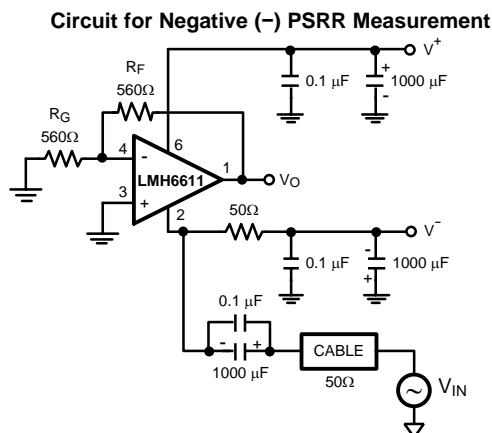 Circuit for Negative (−) PSRR Measurement
V+
0.1 μF
+
1000 μF
-
RF
560Ω
RG
560Ω
6
4
-
LMH6611
1
VO
3
+
2
50Ω
V-
0.1 μF
-
1000 μF
+
0.1 μF
-
+
1000 μF
CABLE
50Ω
VIN